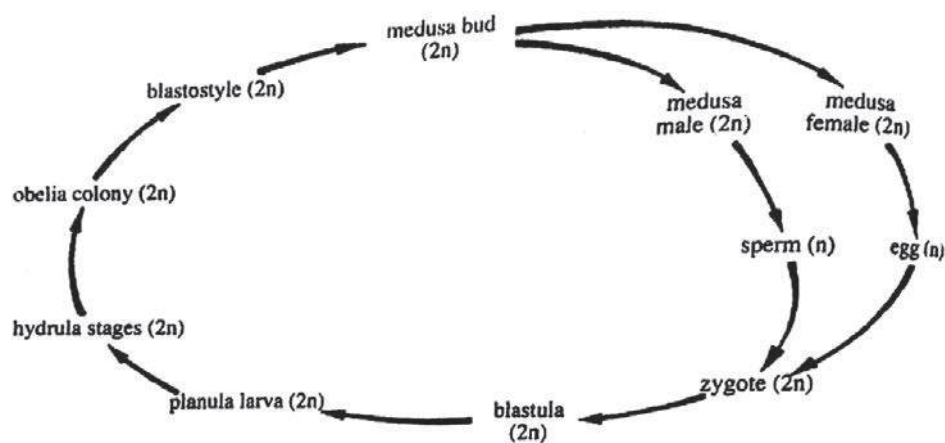 medusa bud
(2n)
blastostyle (2n)
medusa
male (2n)
medusa
female (2n)
obelia colony (2n)
sperm (n)
egg (n)
hydrula stages (2n)
zygote (2n)
planula larva (2n)
blastula
(2n)